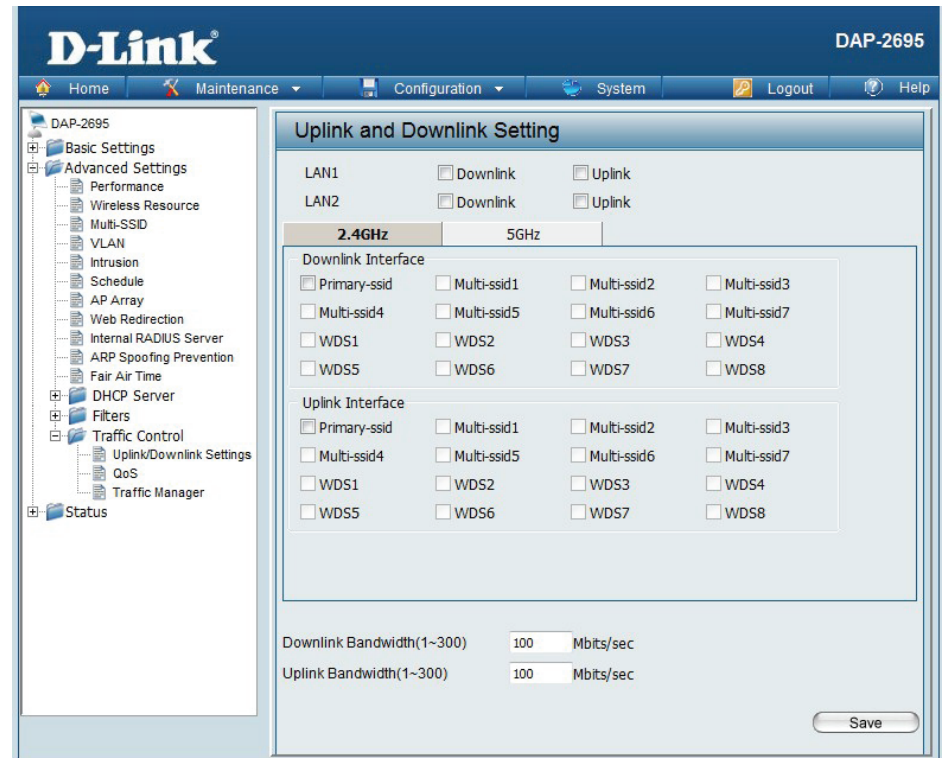 D-Link®
DAP-2695
Home Maintenance Configuration System Logout Help
DAP-2695
Basic Settings
Advanced Settings
Performance
Wireless Resource
Multi-SSID
VLAN
Intrusion
Schedule
AP Array
Web Redirection
Internal RADIUS Server
ARP Spoofing Prevention
Fair Air Time
DHCP Server
Filters
Traffic Control
Uplink/Downlink Settings
QoS
Traffic Manager
Status
Uplink and Downlink Setting
LAN1 Downlink Uplink
LAN2 Downlink Uplink
2.4GHz 5GHz
Downlink Interface
Primary-ssid Multi-ssid1 Multi-ssid2 Multi-ssid3
Multi-ssid4 Multi-ssid5 Multi-ssid6 Multi-ssid7
WDS1 WDS2 WDS3 WDS4
WDS5 WDS6 WDS7 WDS8
Uplink Interface
Primary-ssid Multi-ssid1 Multi-ssid2 Multi-ssid3
Multi-ssid4 Multi-ssid5 Multi-ssid6 Multi-ssid7
WDS1 WDS2 WDS3 WDS4
WDS5 WDS6 WDS7 WDS8
Downlink Bandwidth(1~300) 100 Mbits/sec
Uplink Bandwidth(1~300) 100 Mbits/sec
Save